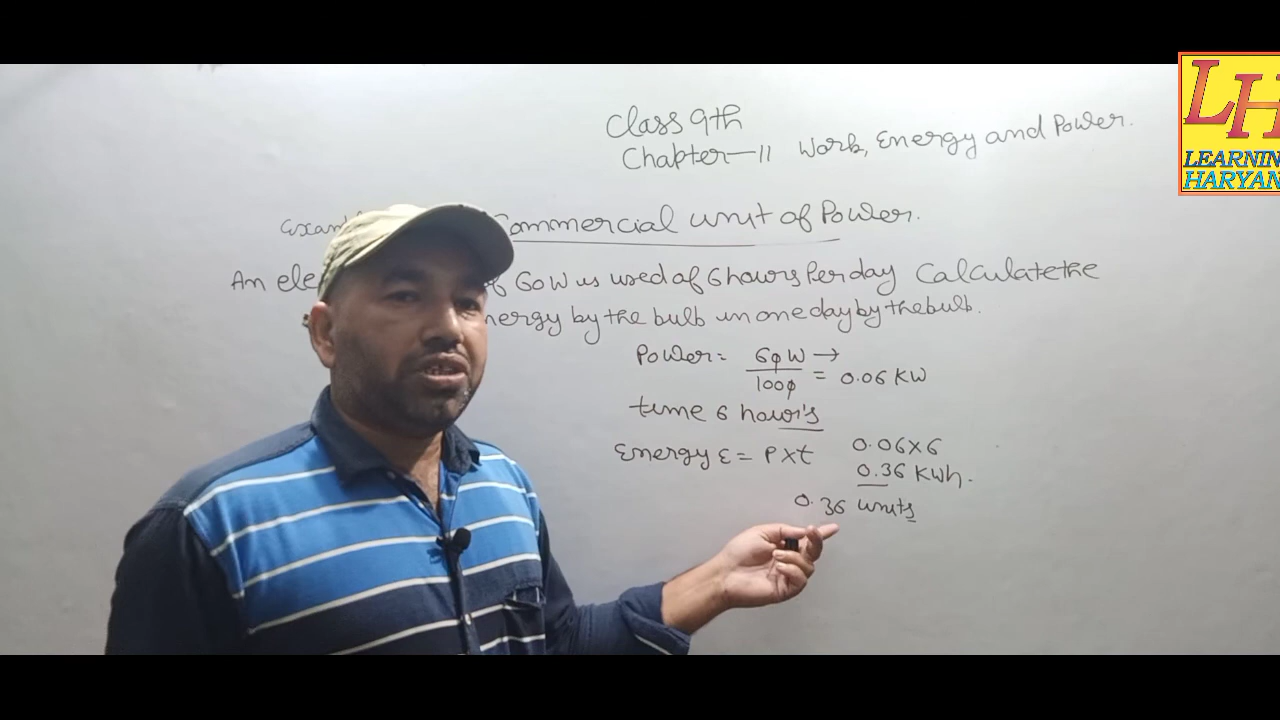 Class 9th
Chapter-11 Work, Energy and Power.
LH
LEARNIN
HARYAN
Commercial unit of Power.
An ele of 60W is used of 6 hours Per day Calculate the
nergy by the bulb in one day by the bulb.
Power = 60 W →
1000 = 0.06 KW
time 6 hour's
Energy E = P×t 0.06×6
0.36 KWh.
0.36 units